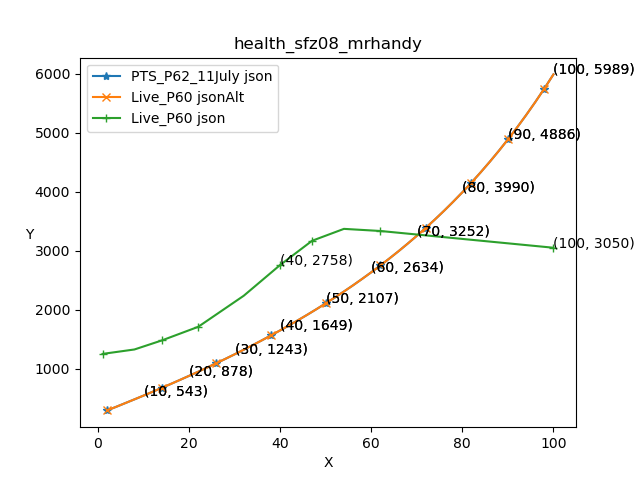 health_sfz08_mrhandy
PTS_P62_11July json
Live_P60 jsonAlt
Live_P60 json
6000
5000
4000
3000
2000
1000
Y
(100, 5989)
(90, 4886)
(80, 3990)
(70, 3252)
(100, 3050)
(40, 2758)
(60, 2634)
(50, 2107)
(40, 1649)
(30, 1243)
(20, 878)
(10, 543)
0 20 40 60 80 100
X